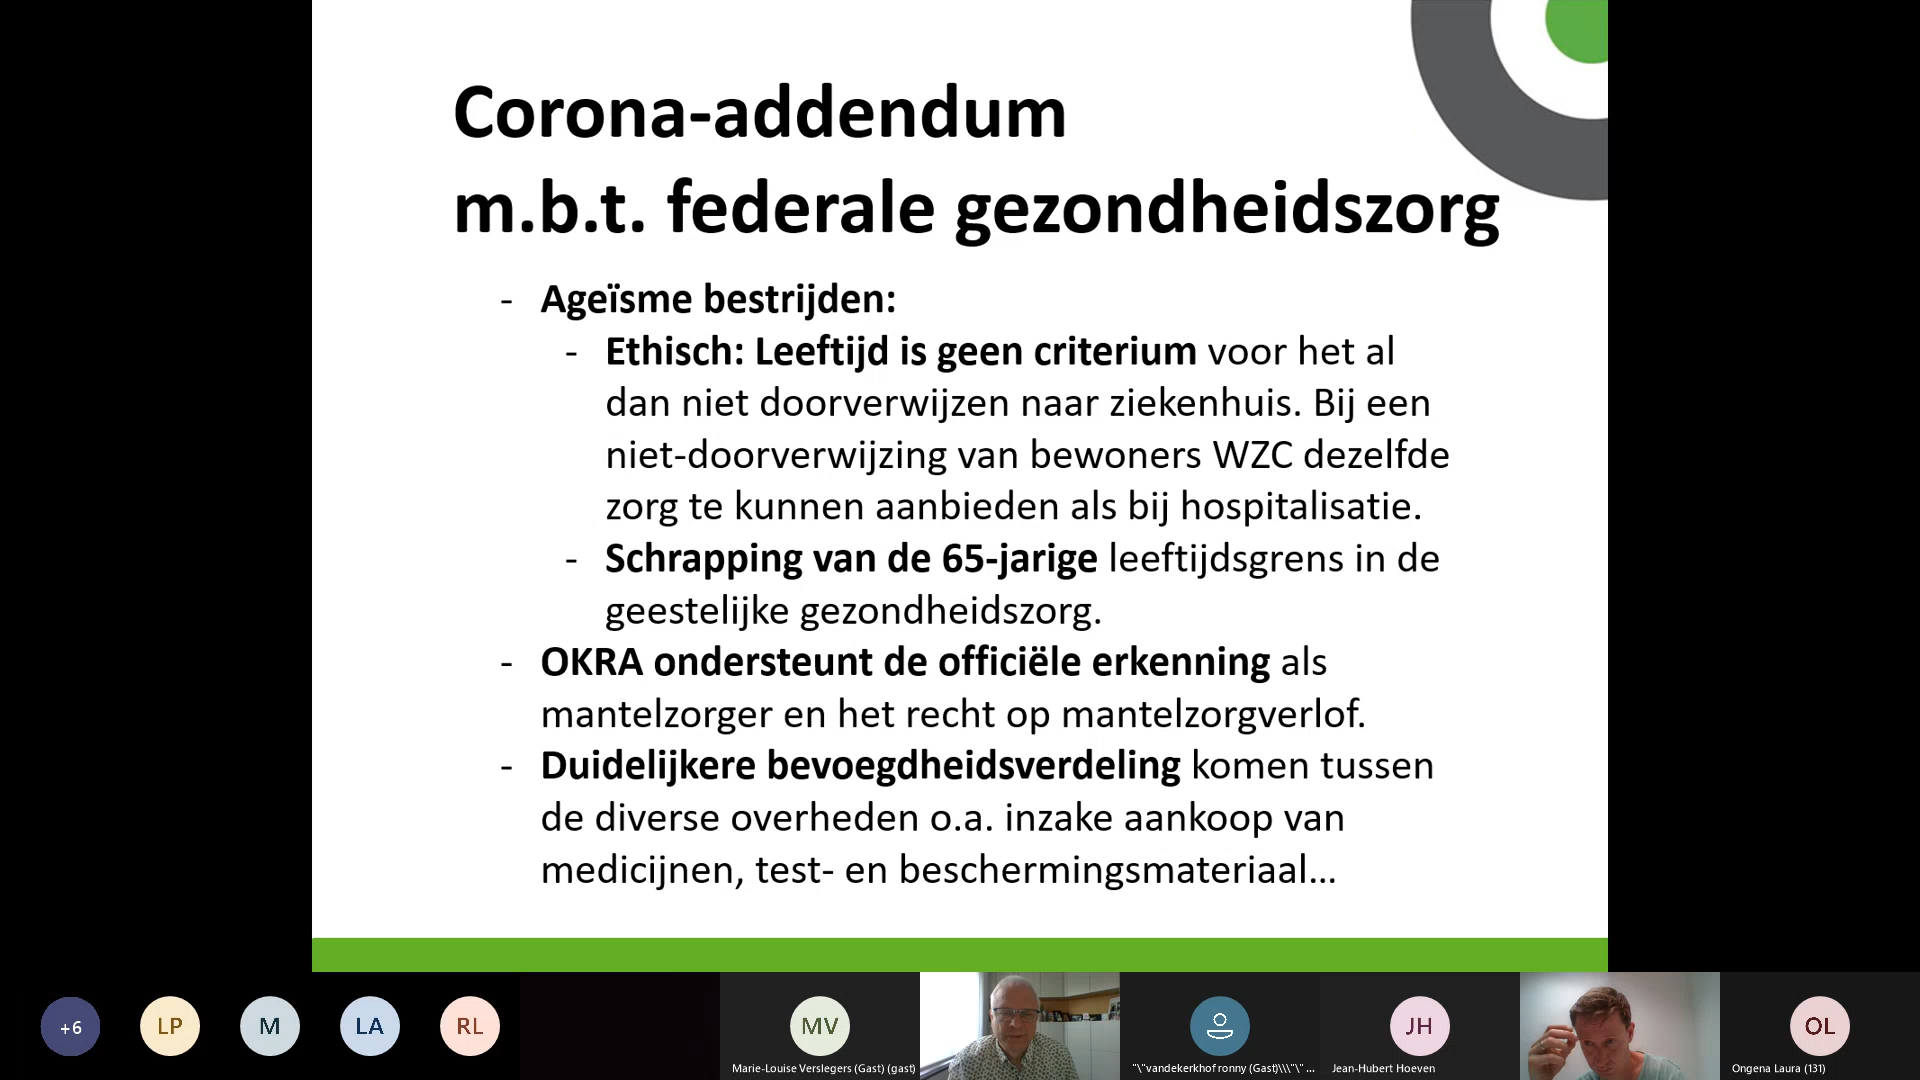 Corona-addendum
m.b.t. federale gezondheidszorg
- Ageïsme bestrijden:
- Ethisch: Leeftijd is geen criterium voor het al
dan niet doorverwijzen naar ziekenhuis. Bij een
niet-doorverwijzing van bewoners WZC dezelfde
zorg te kunnen aanbieden als bij hospitalisatie.
- Schrapping van de 65-jarige leeftijdsgrens in de
geestelijke gezondheidszorg.
- OKRA ondersteunt de officiële erkenning als
mantelzorger en het recht op mantelzorgverlof.
- Duidelijkere bevoegdheidsverdeling komen tussen
de diverse overheden o.a. inzake aankoop van
medicijnen, test- en beschermingsmateriaal...
+6 LP M LA RL MV JH OL
Marie-Louise Verslegers (Gast) (gast) "\"vandekerkhof ronny (Gast)\\\"\" ... Jean-Hubert Hoeven Ongena Laura (131)